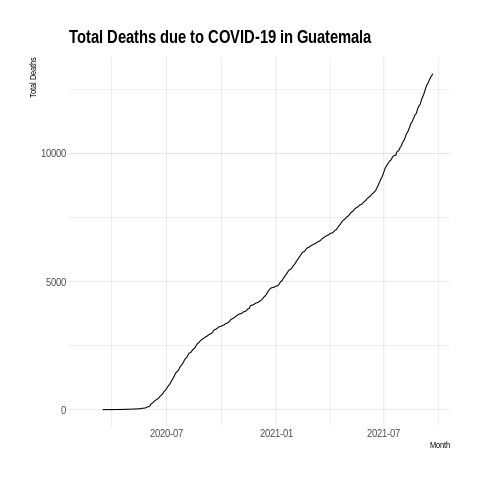 Total Deaths due to COVID-19 in Guatemala
Total Deaths
10000
5000
0
2020-07
2021-01
2021-07
Month